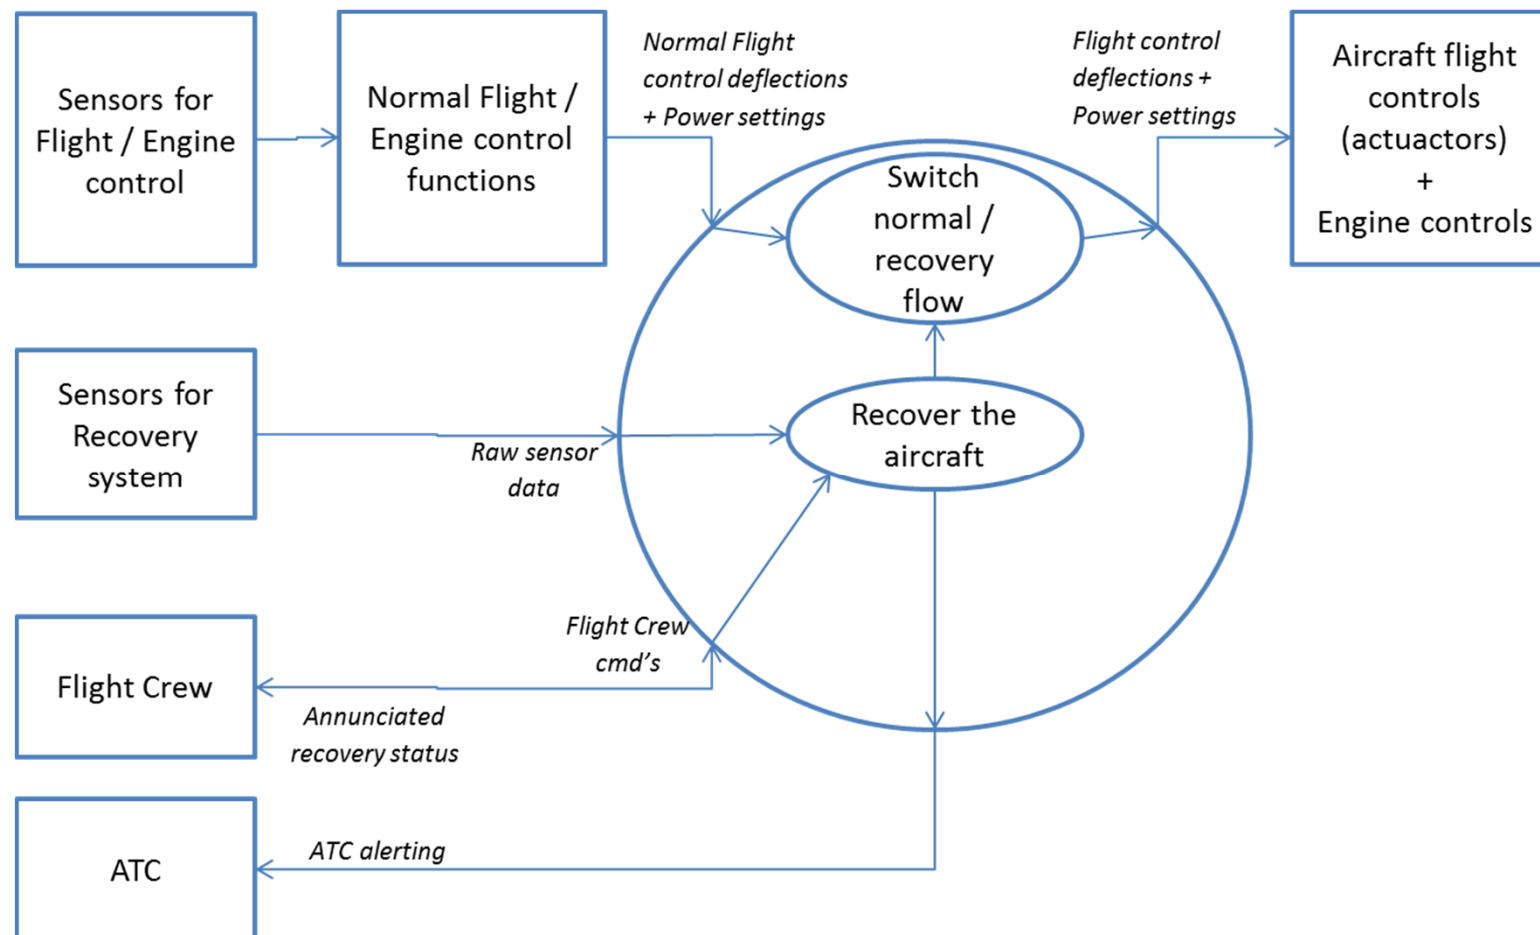 Sensors for
Flight / Engine
control
Normal Flight /
Engine control
functions
Normal Flight
control deflections
+ Power settings
Flight control
deflections +
Power settings
Aircraft flight
controls
(actuactors)
+
Engine controls
Switch
normal /
recovery
flow
Sensors for
Recovery
system
Raw sensor
data
Recover the
aircraft
Flight Crew
Flight Crew
cmd's
Annunciated
recovery status
ATC
ATC alerting